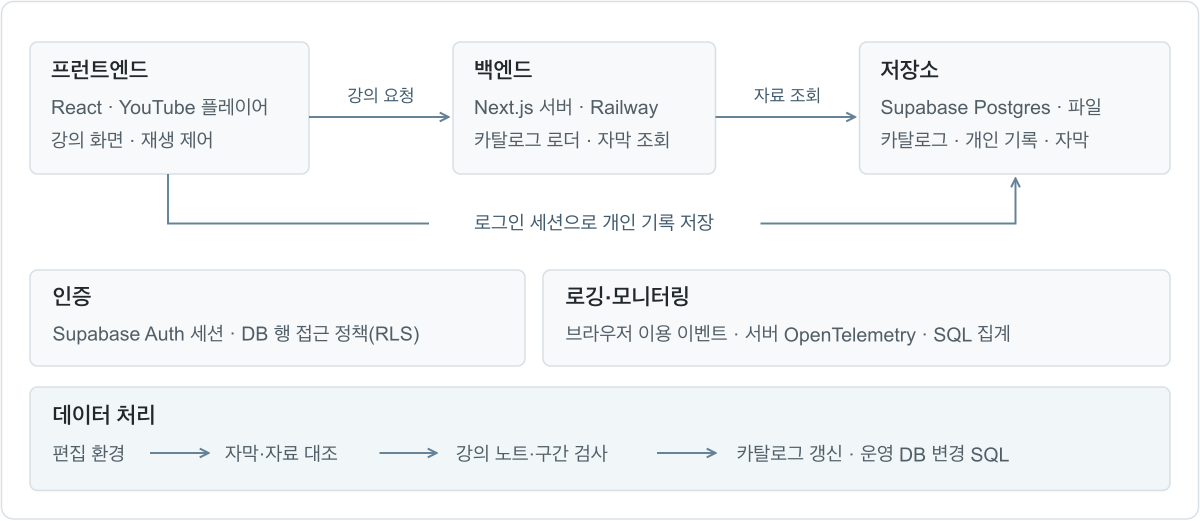 프런트엔드
React · YouTube 플레이어
강의 화면 · 재생 제어
강의 요청
백엔드
Next.js 서버 · Railway
카탈로그 로더 · 자막 조회
자료 조회
저장소
Supabase Postgres · 파일
카탈로그 · 개인 기록 · 자막
로그인 세션으로 개인 기록 저장
인증
Supabase Auth 세션 · DB 행 접근 정책(RLS)
로깅·모니터링
브라우저 이용 이벤트 · 서버 OpenTelemetry · SQL 집계
데이터 처리
편집 환경
자막·자료 대조
강의 노트·구간 검사
카탈로그 갱신 · 운영 DB 변경 SQL